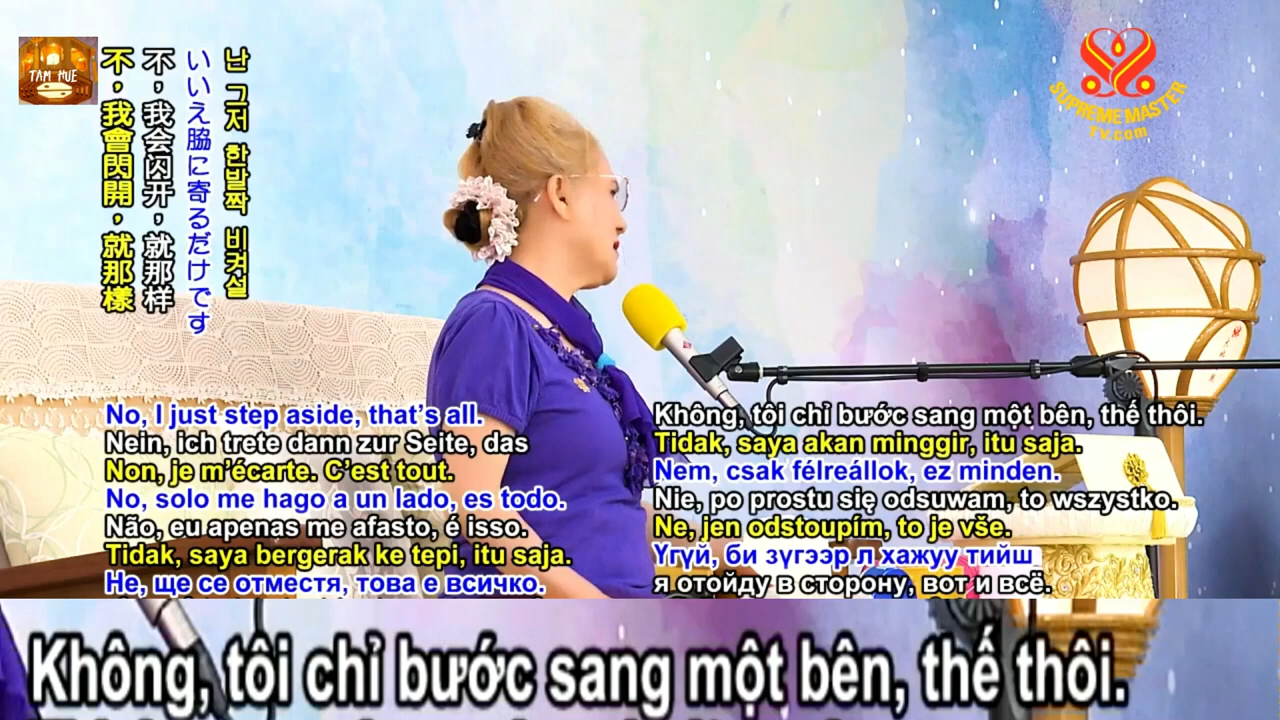 TAM HUE
SUPREME MASTER
TV.com
난 그저 한발짝 비켜설
いいえ脇に寄るだけです
不，我会闪开，就那样
不，我會閃開，就那樣
No, I just step aside, that's all.
Nein, ich trete dann zur Seite, das
Non, je m'écarte. C'est tout.
No, solo me hago a un lado, es todo.
Não, eu apenas me afasto, é isso.
Tidak, saya bergerak ke tepi, itu saja.
Не, ще се отместя, това е всичко.
Không, tôi chỉ bước sang một bên, thế thôi.
Tidak, saya akan minggir, itu saja.
Nem, csak félreállok, ez minden.
Nie, po prostu się odsuwam, to wszystko.
Ne, jen odstoupím, to je vše.
Үгүй, би зүгээр л хажуу тийш
я отойду в сторону, вот и всё.
Không, tôi chỉ bước sang một bên, thế thôi.